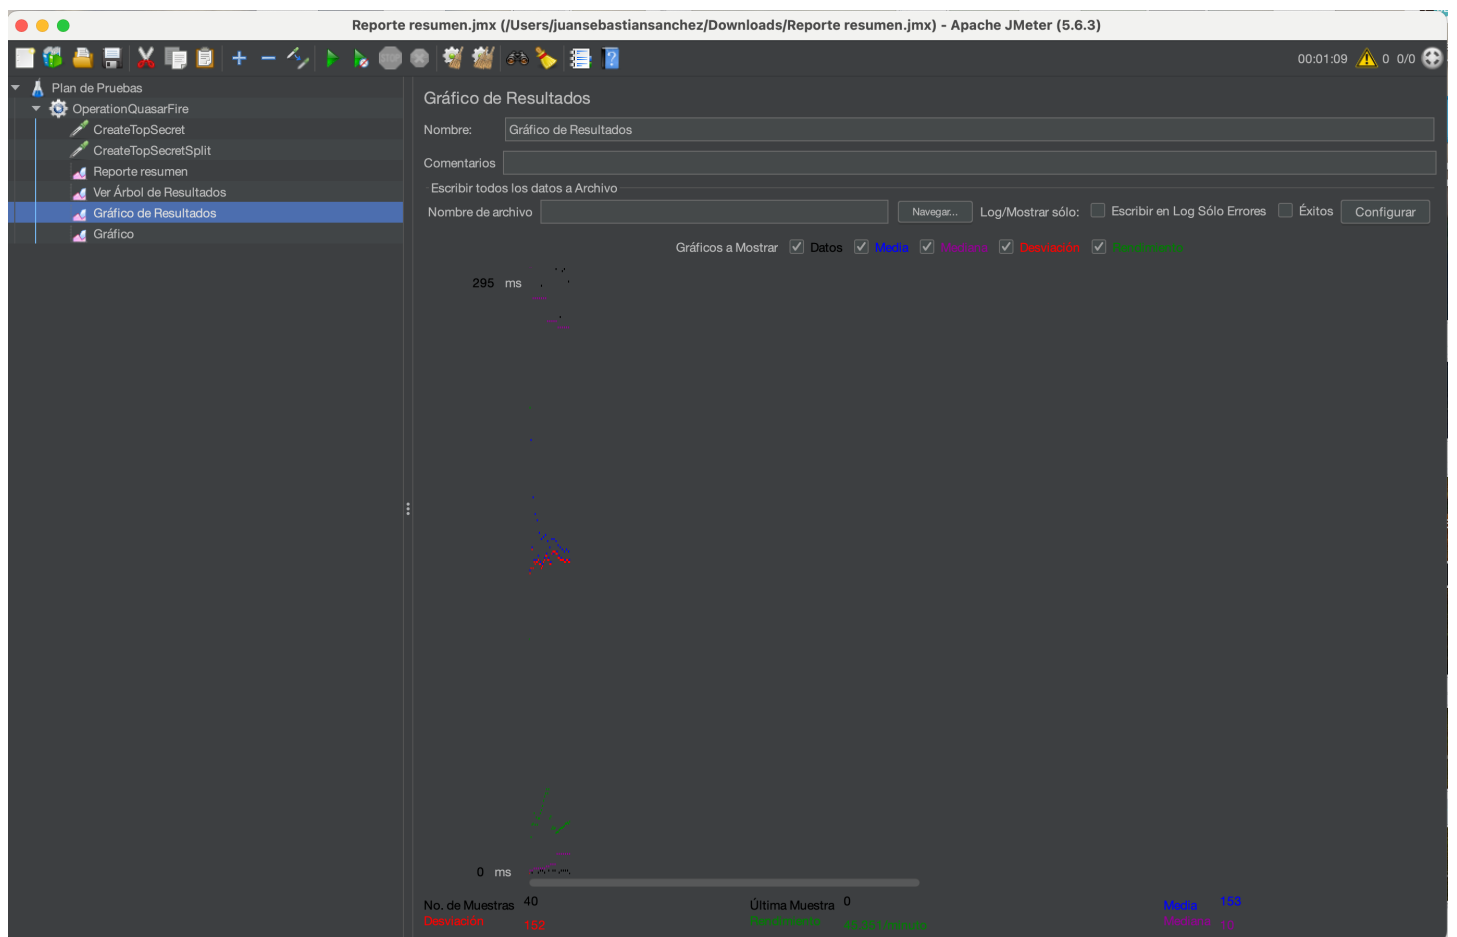 Reporte resumen.jmx (/Users/juansebastiansanchez/Downloads/Reporte resumen.jmx) - Apache JMeter (5.6.3)
STOP
00:01:09 0 0/0
Plan de Pruebas
OperationQuasarFire
CreateTopSecret
CreateTopSecretSplit
Reporte resumen
Ver Árbol de Resultados
Gráfico de Resultados
Gráfico
Gráfico de Resultados
Nombre: Gráfico de Resultados
Comentarios
Escribir todos los datos a Archivo
Nombre de archivo Navegar... Log/Mostrar sólo: Escribir en Log Sólo Errores Éxitos Configurar
Gráficos a Mostrar Datos Media Mediana Desviación Rendimiento
295 ms
0 ms
No. de Muestras 40 Última Muestra 0 Media 153
Desviación 152 Rendimiento 45.351/minuto Mediana